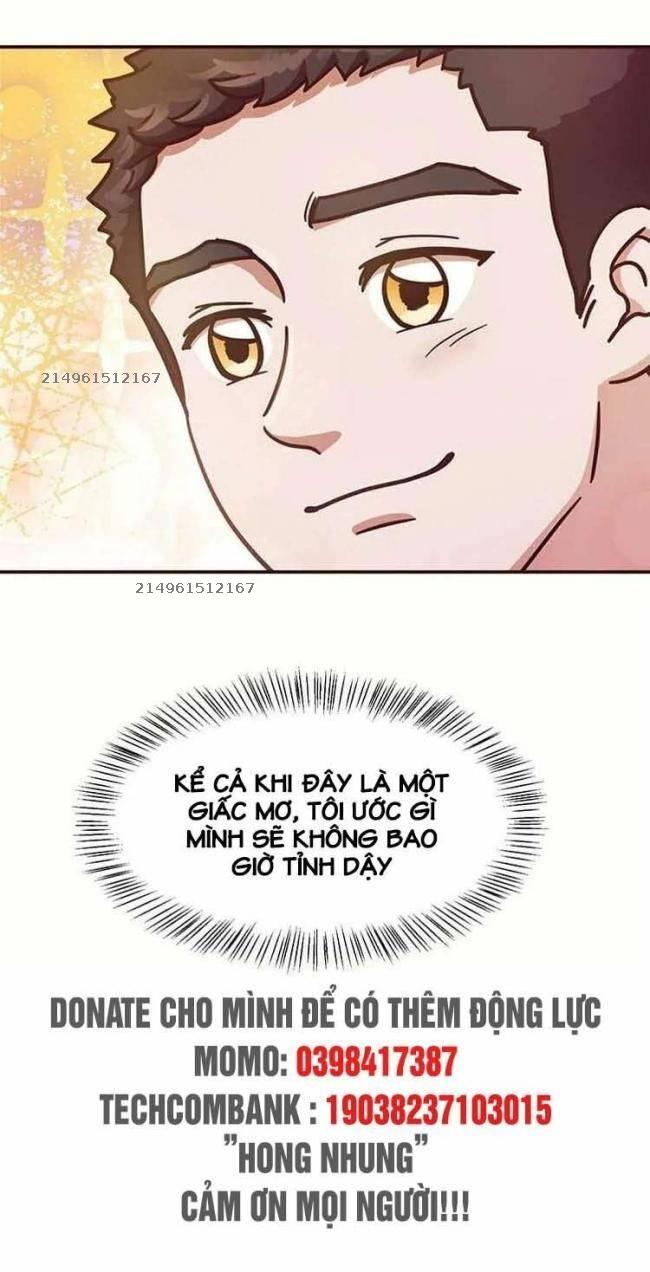 214961512167
214961512167
KỂ CẢ KHI ĐÂY LÀ MỘT
GIẤC MƠ, TÔI ƯỚC GÌ
MÌNH SẼ KHÔNG BAO
GIỜ TỈNH DẬY
DONATE CHO MÌNH ĐỂ CÓ THÊM ĐỘNG LỰC
MOMO: 0398417387
TECHCOMBANK : 19038237103015
"HONG NHUNG"
CẢM ƠN MỌI NGƯỜI!!!